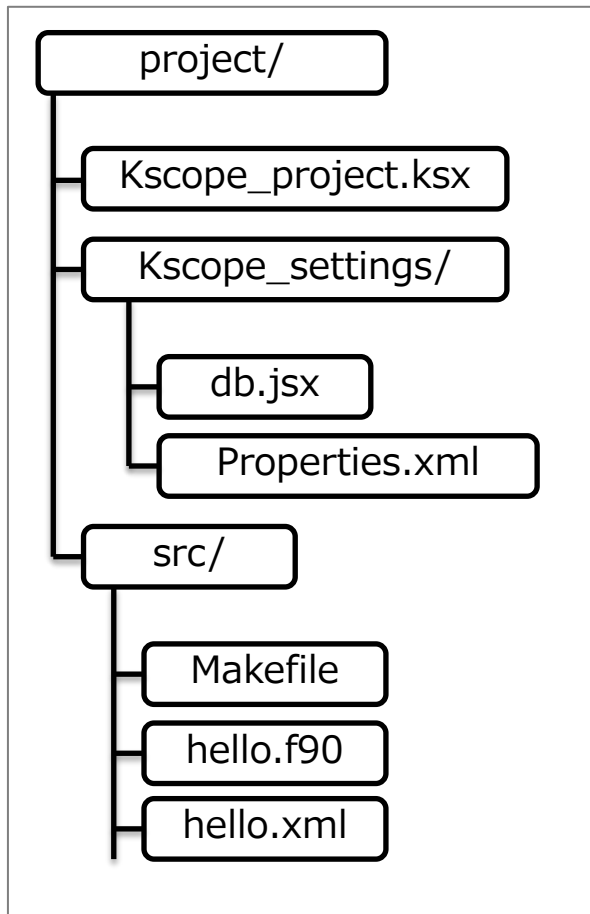 project/
Kscope_project.ksx
Kscope_settings/
db.jsx
Properties.xml
src/
Makefile
hello.f90
hello.xml